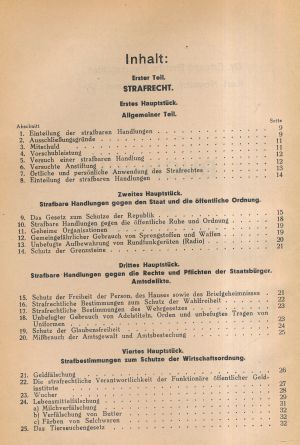 Inhalt:
Erster Teil.
STRAFRECHT.
Erstes Hauptstück.
Allgemeiner Teil.
Abschnitt Seite
1. Einteilung der strafbaren Handlungen 9
2. Ausschließungsgründe 9
3. Mitschuld 11
4. Vorschubleistung 11
5. Versuch einer strafbaren Handlung 12
6. Versuchte Anstiftung 12
7. Örtliche und persönliche Anwendung des Strafrechtes 13
8. Einteilung der strafbaren Handlungen 14
Zweites Hauptstück.
Strafbare Handlungen gegen den Staat und die öffentliche Ordnung.
9. Das Gesetz zum Schutze der Republik 15
10. Strafbare Handlungen gegen die öffentliche Ruhe und Ordnung 18
11. Geheime Organisationen 19
12. Gemeingefährlicher Gebrauch von Sprengstoffen und Waffen 19
13. Unbefugte Aufbewahrung von Rundfunkgeräten (Radio) 20
14. Schutz der Grenzsteine 21
Drittes Hauptstück.
Strafbare Handlungen gegen die Rechte und Pflichten der Staatsbürger.
Amtsdelikte.
15. Schutz der Freiheit der Person, des Hauses sowie des Briefgeheimnisses 21
16. Strafrechtliche Bestimmungen zum Schutze der Wahlfreiheit 22
17. Strafrechtliche Bestimmungen des Wehrgesetzes 23
18. Unbefugter Gebrauch von Adelstiteln, Orden und unbefugtes Tragen von
Uniformen 23
19. Schutz der Glaubensfreiheit 24
20. Mißbrauch der Amtsgewalt und Amtsbestechung 25
Viertes Hauptstück.
Strafbestimmungen zum Schutze der Wirtschaftsordnung.
21. Geldfälschung 26
22. Die strafrechtliche Verantwortlichkeit der Funktionäre öffentlicher Geld-
institute 27
23. Wucher 28
24. Lebensmittelfälschung 30
a) Milchverfälschung 32
b) Verfälschung von Butter 32
c) Färben von Selchwaren 32
25. Das Tierseuchengesetz 32